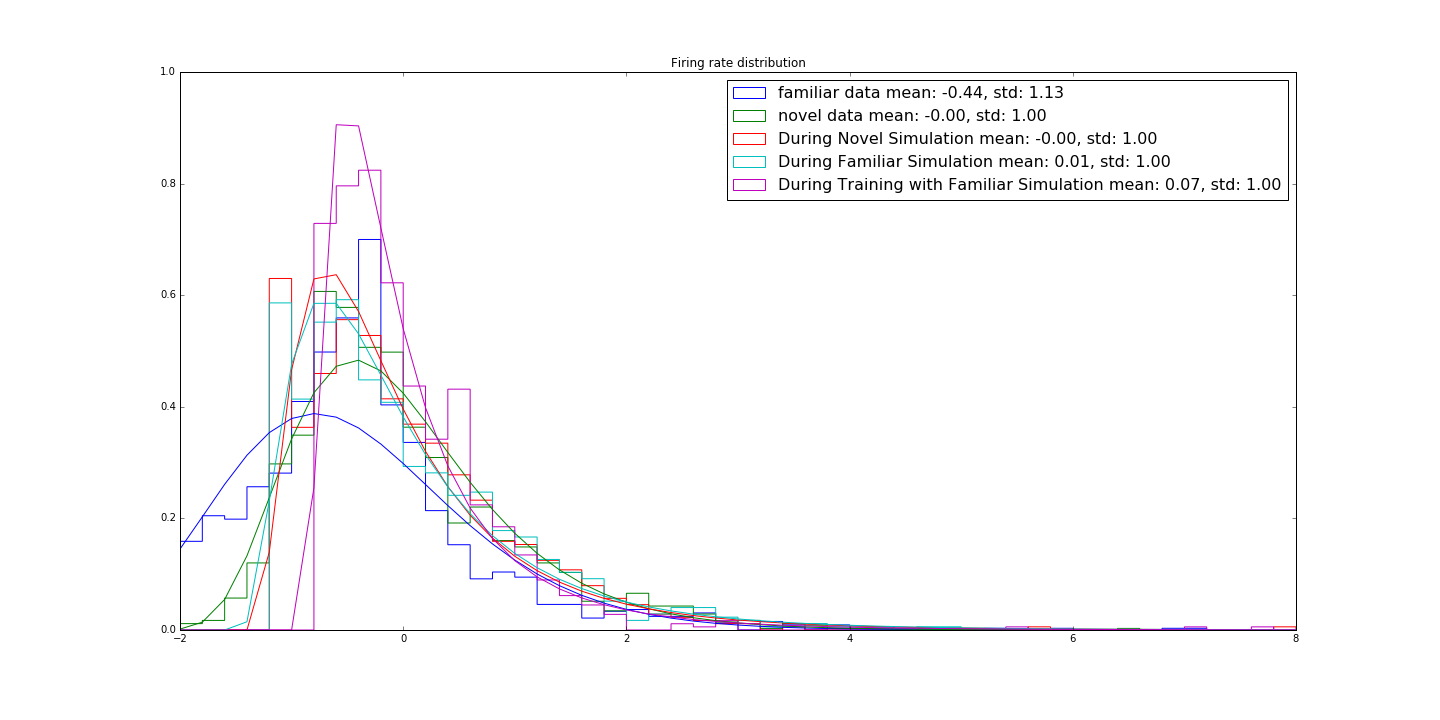 Firing rate distribution
1.0
0.8
0.6
0.4
0.2
0.0
−2
0
2
4
6
8
familiar data mean: -0.44, std: 1.13
novel data mean: -0.00, std: 1.00
During Novel Simulation mean: -0.00, std: 1.00
During Familiar Simulation mean: 0.01, std: 1.00
During Training with Familiar Simulation mean: 0.07, std: 1.00